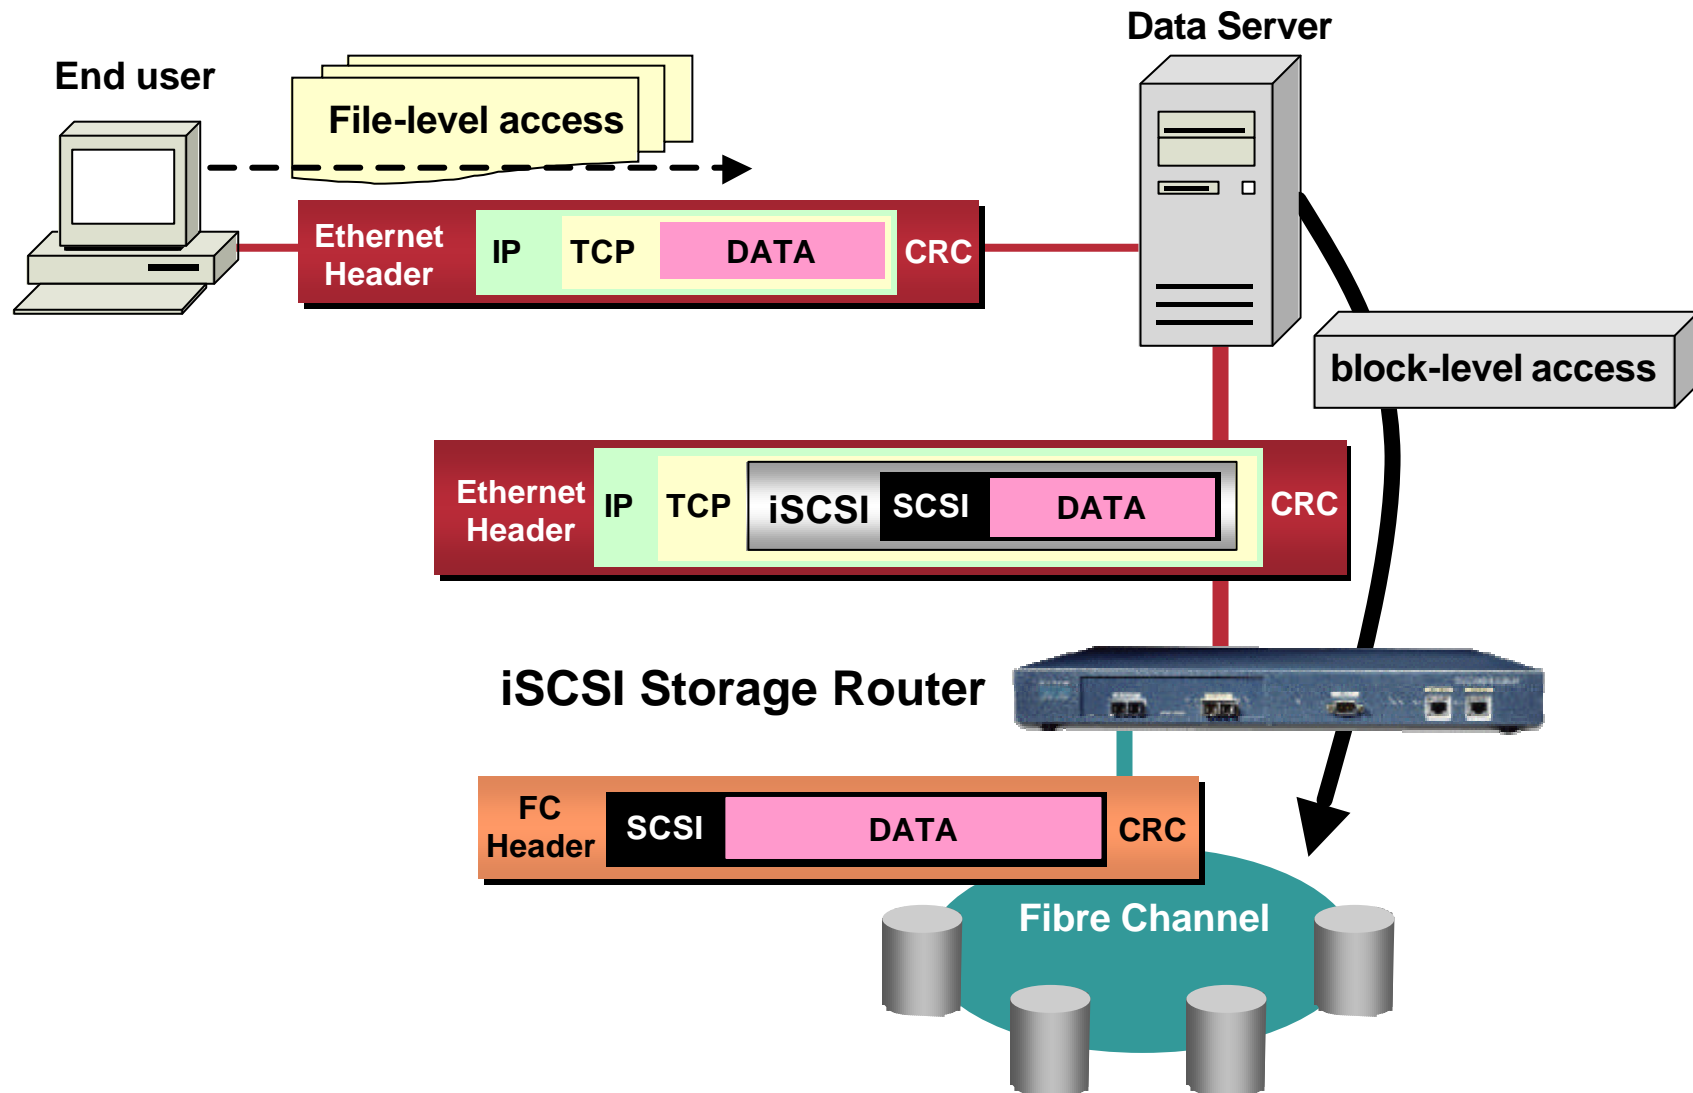 Data Server
End user
File-level access
Ethernet
Header
IP
TCP
DATA
CRC
block-level access
Ethernet
Header
IP
TCP
iSCSI
SCSI
DATA
CRC
iSCSI Storage Router
FC
Header
SCSI
DATA
CRC
Fibre Channel